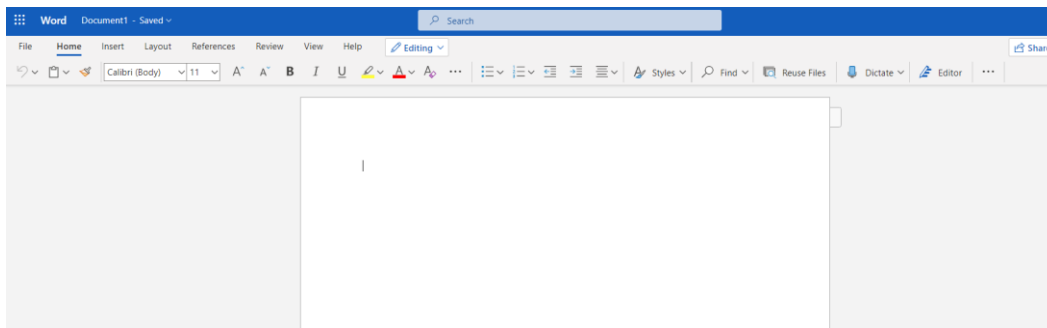 Word Document1 - Saved Search
File Home Insert Layout References Review View Help Editing Share
Calibri (Body) 11 A A B I U A A Styles Find Reuse Files Dictate Editor